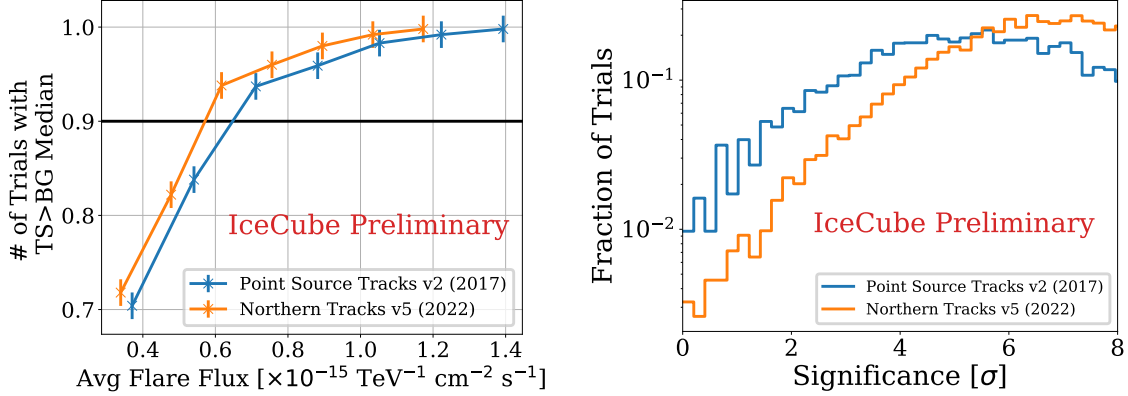 # of Trials with
TS>BG Median
1.0
0.9
0.8
0.7
0.4
0.6
0.8
1.0
1.2
1.4
Avg Flare Flux [×10⁻¹⁵ TeV⁻¹ cm⁻² s⁻¹]
IceCube Preliminary
Point Source Tracks v2 (2017)
Northern Tracks v5 (2022)
Fraction of Trials
10⁻¹
10⁻²
0
2
4
6
8
Significance [σ]
IceCube Preliminary
Point Source Tracks v2 (2017)
Northern Tracks v5 (2022)